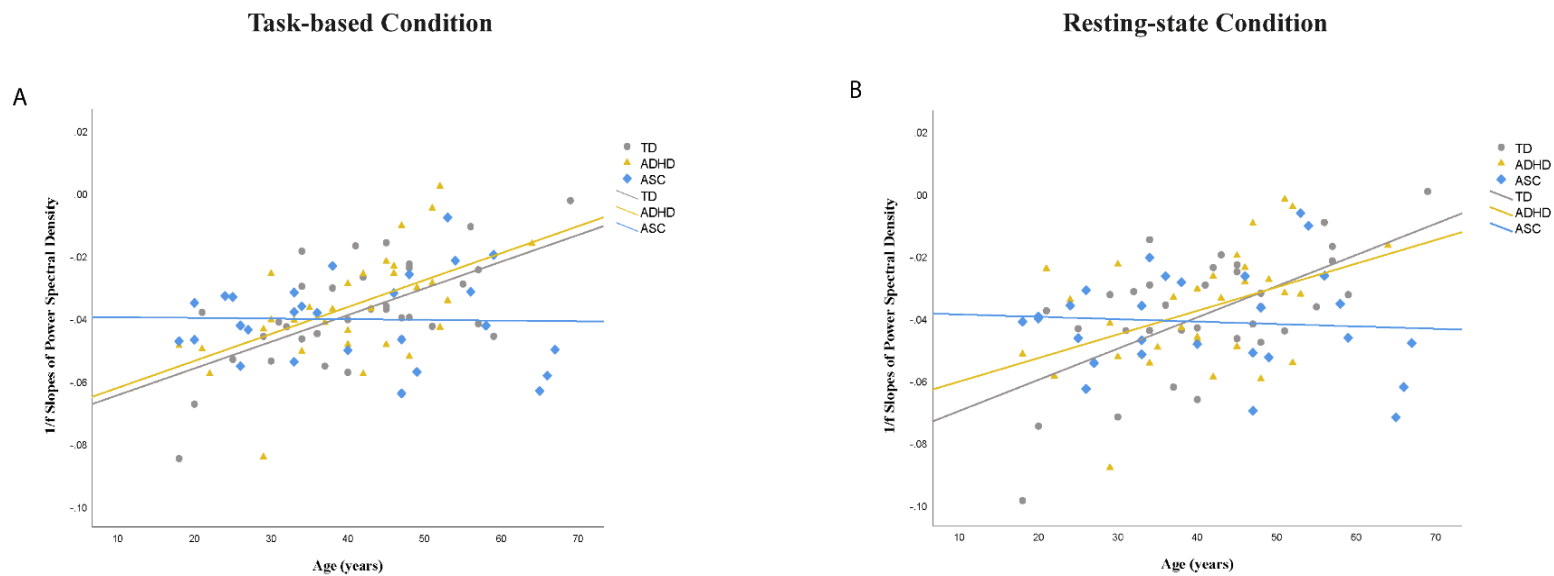 Task-based Condition
Resting-state Condition
A
1/f Slopes of Power Spectral Density
.02
.00
-.02
-.04
-.06
-.08
-.10
10 20 30 40 50 60 70
Age (years)
TD
ADHD
ASC
TD
ADHD
ASC
B
1/f Slopes of Power Spectral Density
.02
.00
-.02
-.04
-.06
-.08
-.10
10 20 30 40 50 60 70
Age (years)
TD
ADHD
ASC
TD
ADHD
ASC